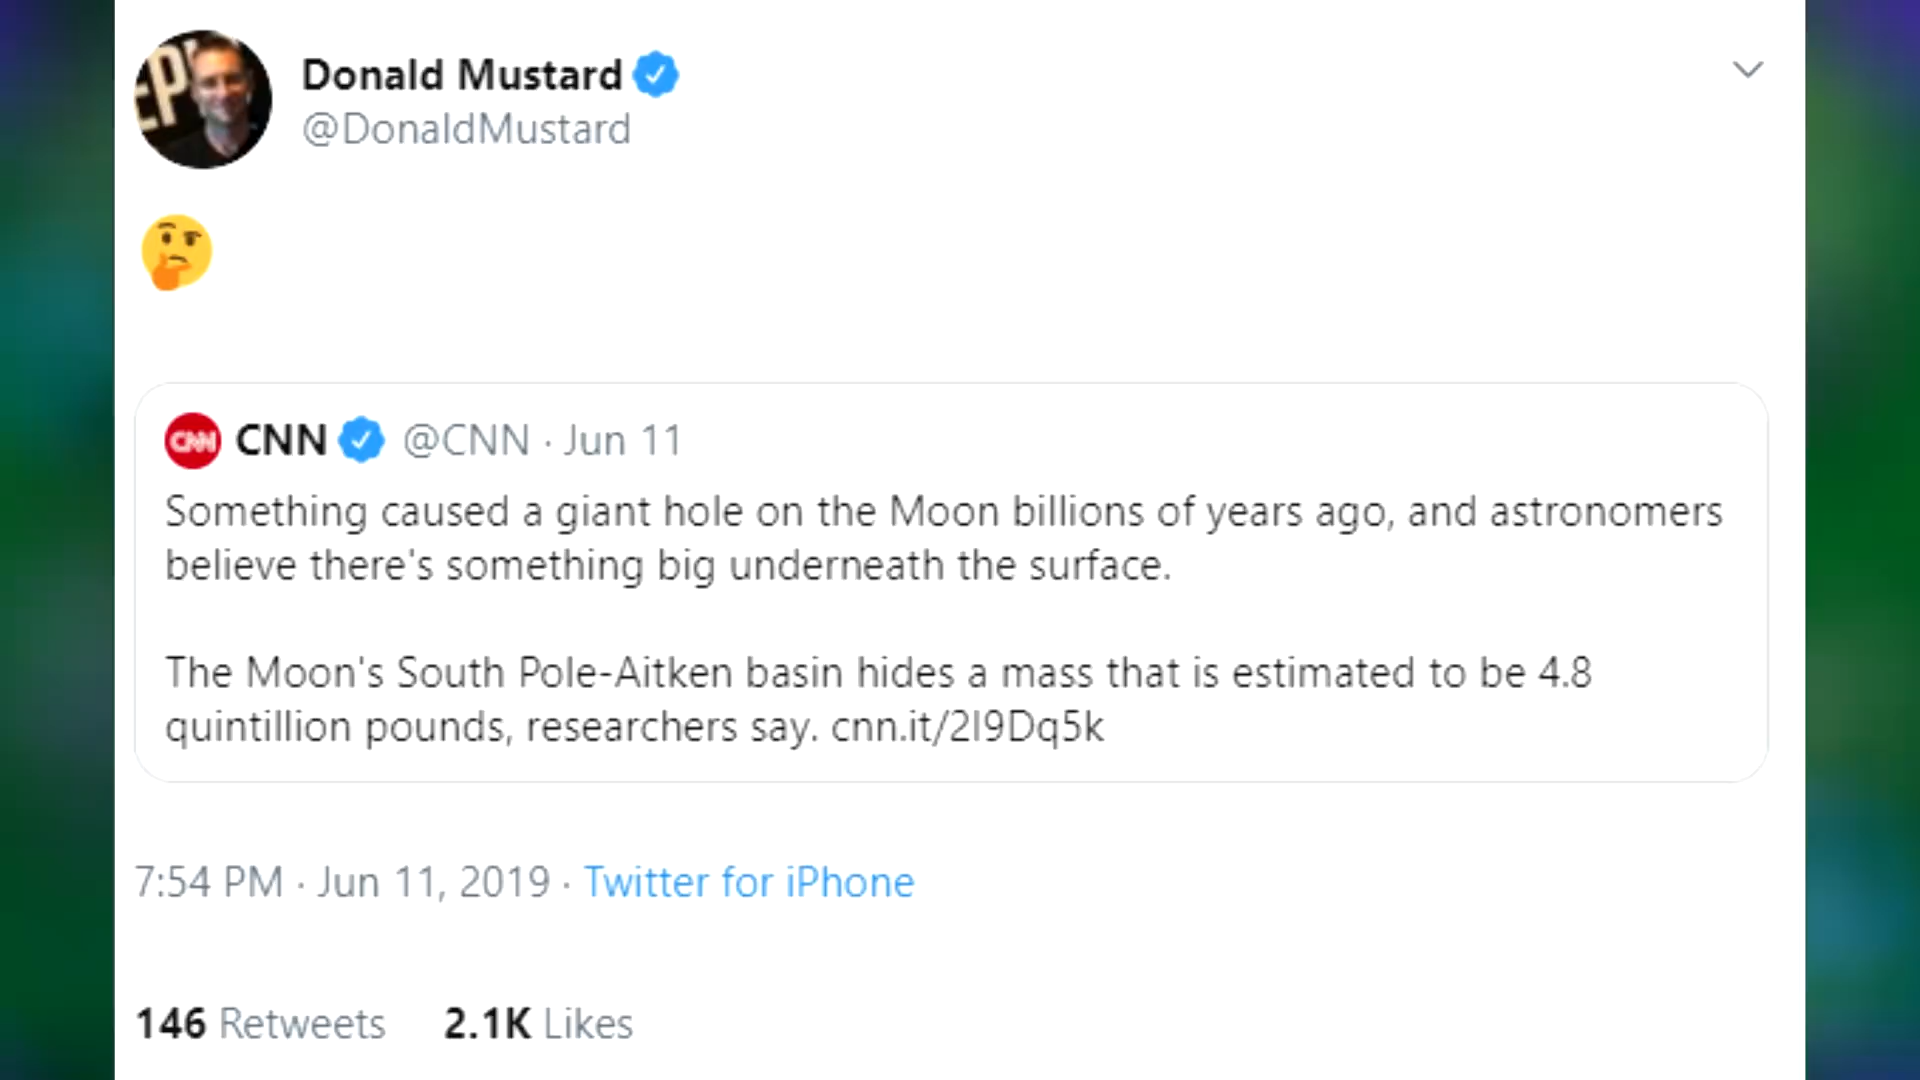 Donald Mustard
@DonaldMustard
🤔
CNN @CNN · Jun 11
Something caused a giant hole on the Moon billions of years ago, and astronomers
believe there's something big underneath the surface.
The Moon's South Pole-Aitken basin hides a mass that is estimated to be 4.8
quintillion pounds, researchers say. cnn.it/2I9Dq5k
7:54 PM · Jun 11, 2019 · Twitter for iPhone
146 Retweets 2.1K Likes